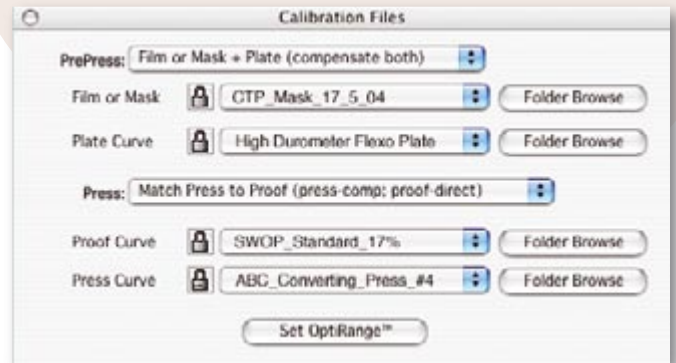 Calibration Files
PrePress: Film or Mask + Plate (compensate both)
Film or Mask CTP_Mask_17_5_04 Folder Browse
Plate Curve High Durometer Flexo Plate Folder Browse
Press: Match Press to Proof (press-comp; proof-direct)
Proof Curve SWOP_Standard_17% Folder Browse
Press Curve ABC_Converting_Press_#4 Folder Browse
Set OptiRange™